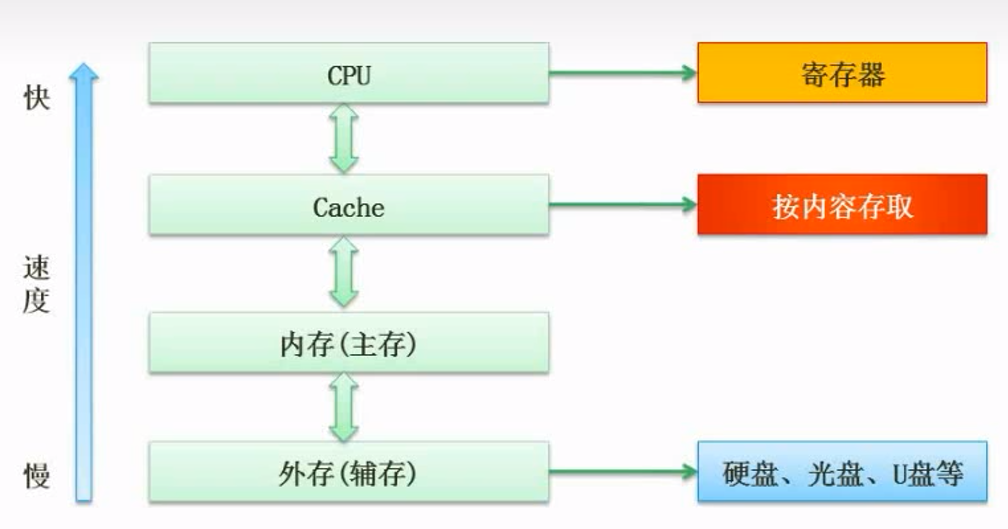 快
CPU
寄存器
Cache
按内容存取
速
度
内存(主存)
慢
外存(辅存)
硬盘、光盘、U盘等